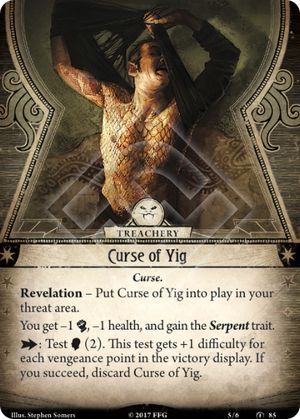 TREACHERY
Curse of Yig
Curse.
Revelation – Put Curse of Yig into play in your
threat area.
You get –1 , –1 health, and gain the Serpent trait.
: Test (2). This test gets +1 difficulty for
each vengeance point in the victory display. If
you succeed, discard Curse of Yig.
Illus. Stephen Somers © 2017 FFG 5/6 85